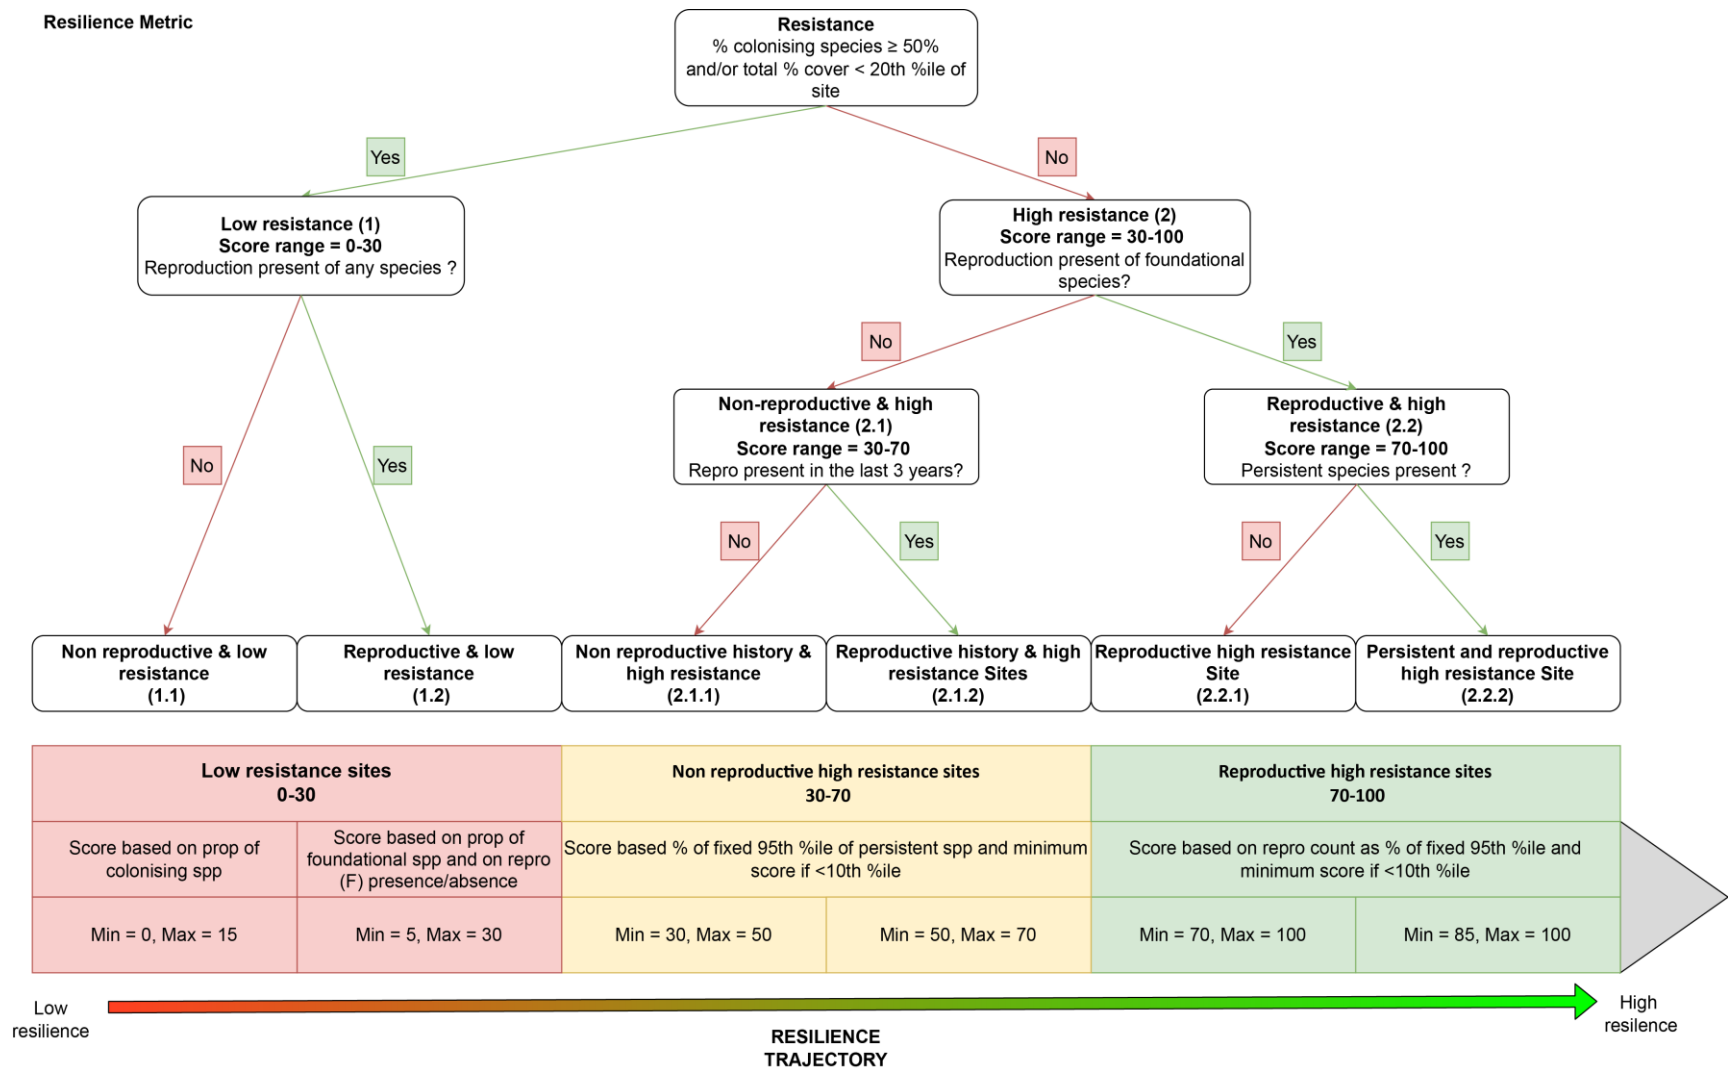 Resilience Metric
Resistance
% colonising species ≥ 50%
and/or total % cover < 20th %ile of
site
Yes
No
Low resistance (1)
Score range = 0-30
Reproduction present of any species ?
High resistance (2)
Score range = 30-100
Reproduction present of foundational
species?
No
Yes
Non-reproductive & high
resistance (2.1)
Score range = 30-70
Repro present in the last 3 years?
Reproductive & high
resistance (2.2)
Score range = 70-100
Persistent species present ?
No
Yes
No
Yes
No
Yes
Non reproductive & low
resistance
(1.1)
Reproductive & low
resistance
(1.2)
Non reproductive history &
high resistance
(2.1.1)
Reproductive history & high
resistance Sites
(2.1.2)
Reproductive high resistance
Site
(2.2.1)
Persistent and reproductive
high resistance Site
(2.2.2)
Low resistance sites
0-30
Non reproductive high resistance sites
30-70
Reproductive high resistance sites
70-100
Score based on prop of
colonising spp
Score based on prop of
foundational spp and on repro
(F) presence/absence
Score based % of fixed 95th %ile of persistent spp and minimum
score if <10th %ile
Score based on repro count as % of fixed 95th %ile and
minimum score if <10th %ile
Min = 0, Max = 15
Min = 5, Max = 30
Min = 30, Max = 50
Min = 50, Max = 70
Min = 70, Max = 100
Min = 85, Max = 100
Low
resilience
High
resilence
RESILIENCE
TRAJECTORY